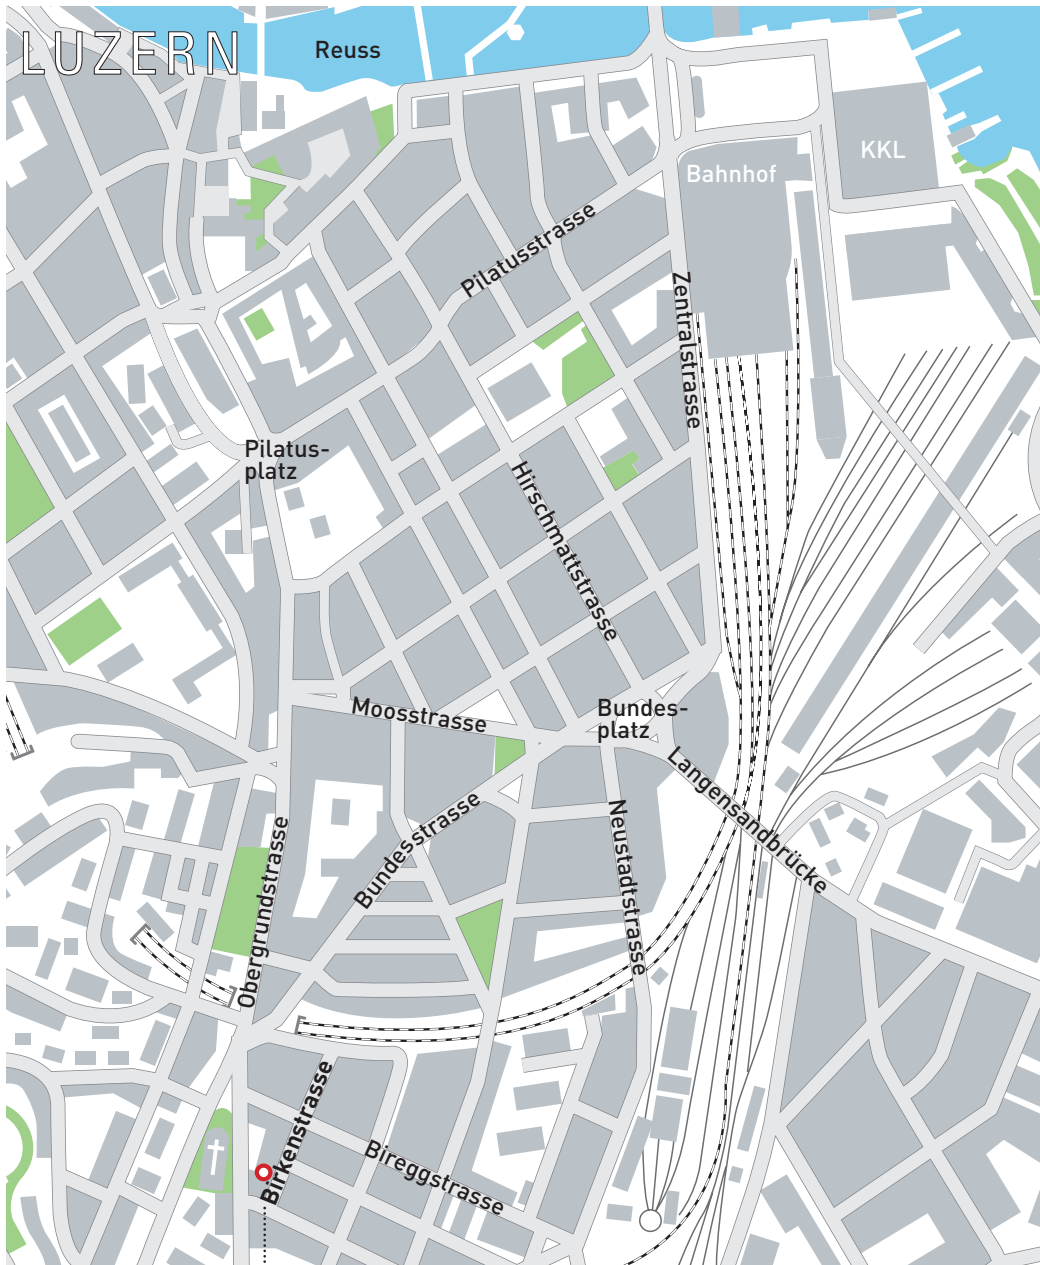 LUZERN
Reuss
KKL
Bahnhof
Pilatusstrasse
Zentralstrasse
Pilatus-
platz
Hirschmattstrasse
Moosstrasse
Bundes-
platz
Langensandbrücke
Bundesstrasse
Neustadtstrasse
Obergrundstrasse
Birkenstrasse
Bireggstrasse